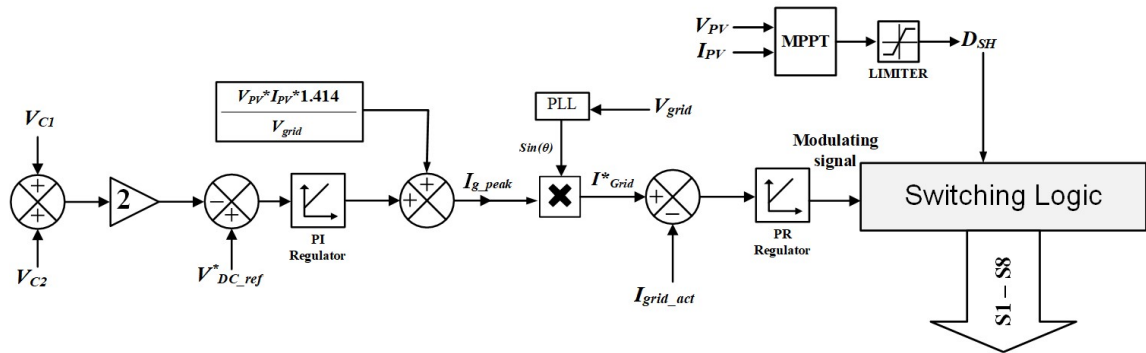 V_PV
I_PV
MPPT
LIMITER
D_SH
V_PV*I_PV*1.414
V_grid
PLL
V_grid
Sin(θ)
V_C1
Modulating
signal
2
I_g_peak
I*_Grid
Switching Logic
PI
Regulator
PR
Regulator
V_C2
V*_DC_ref
I_grid_act
S1 – S8